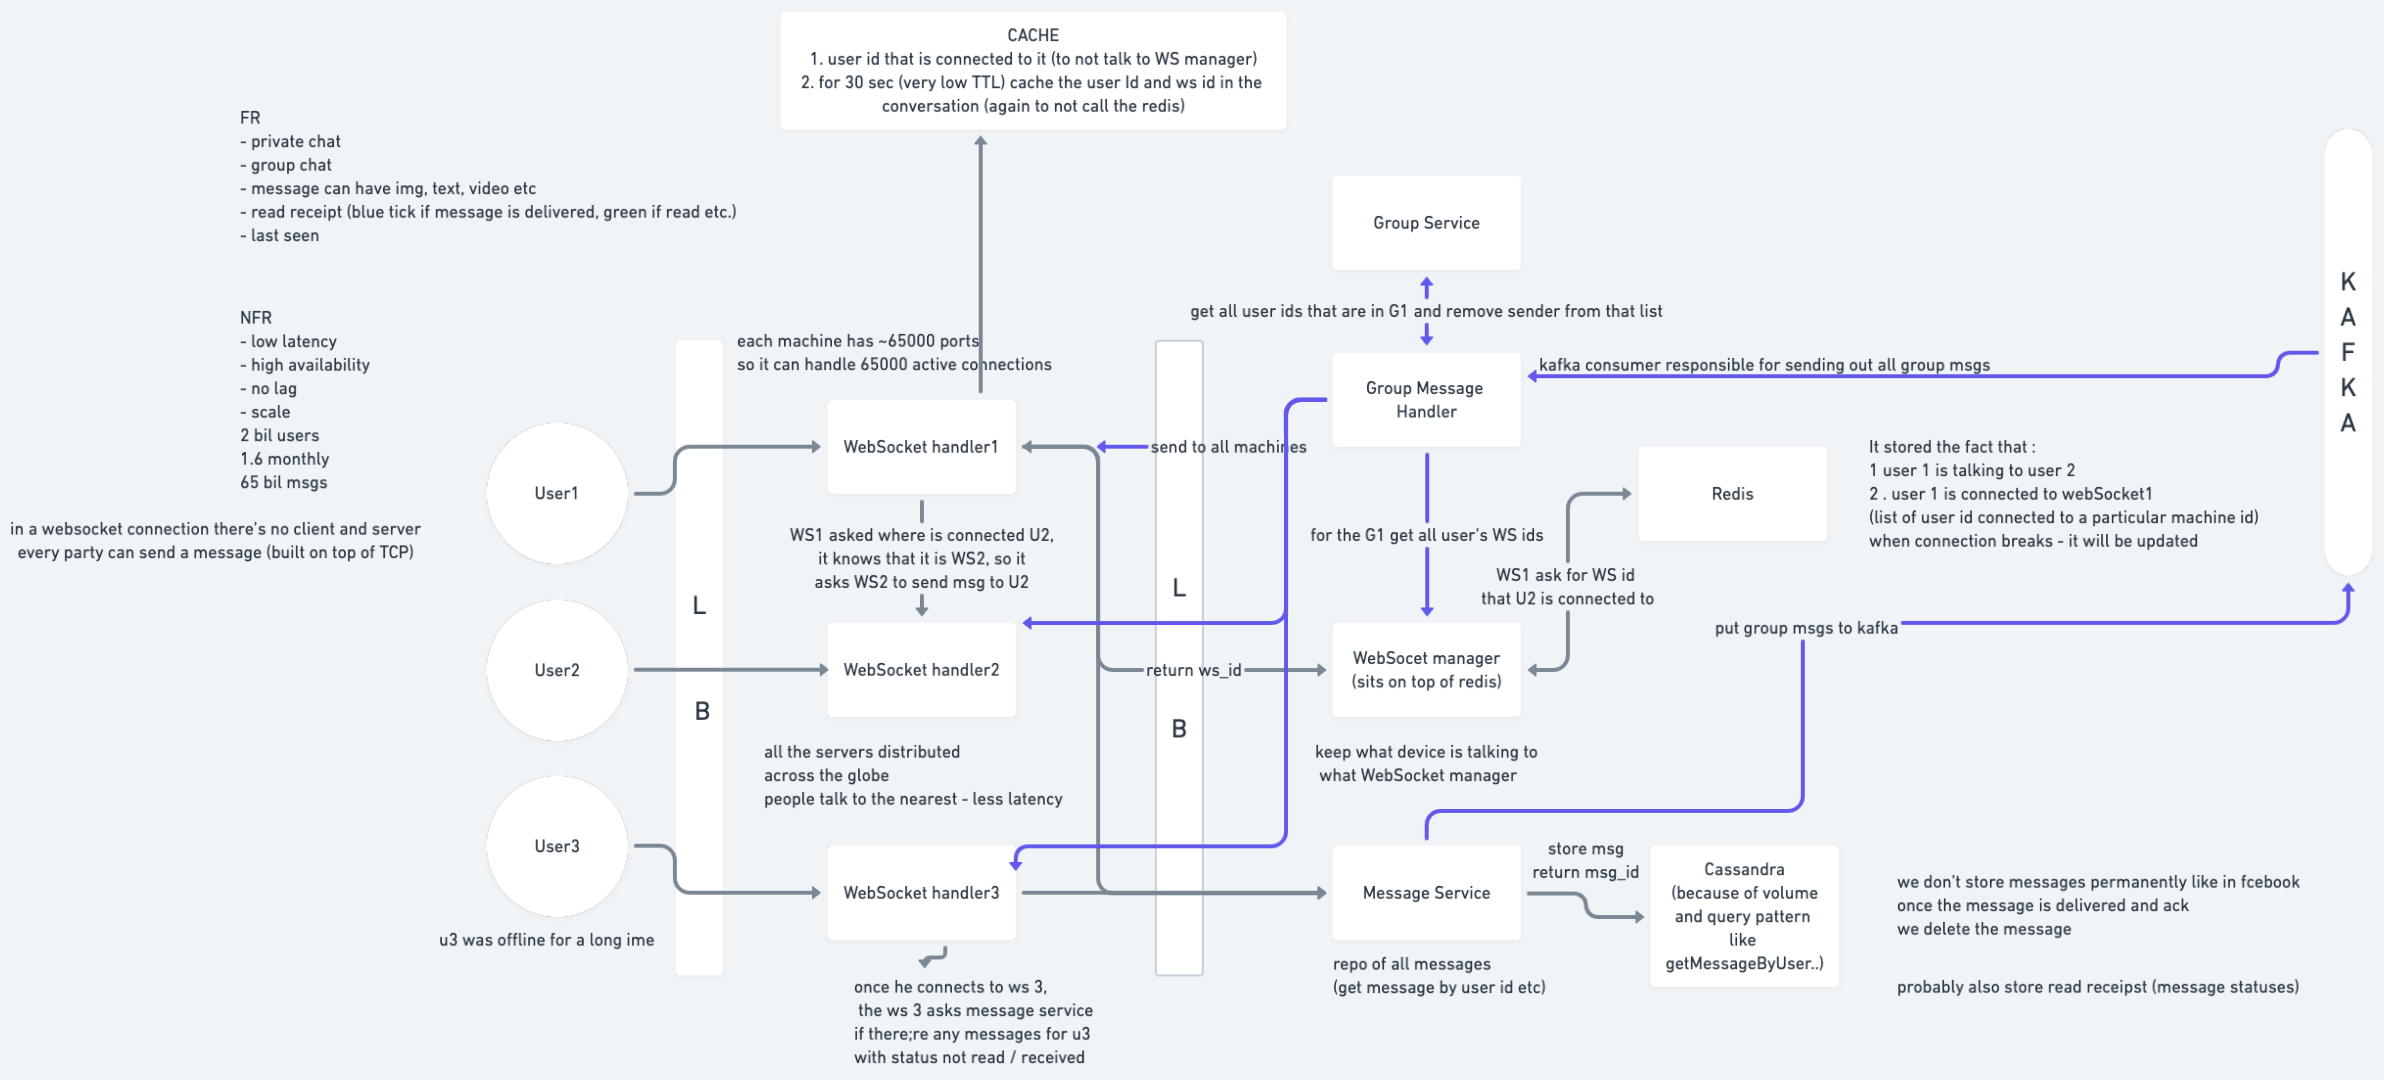 CACHE
1. user id that is connected to it (to not talk to WS manager)
2. for 30 sec (very low TTL) cache the user Id and ws id in the
conversation (again to not call the redis)
FR
- private chat
- group chat
- message can have img, text, video etc
- read receipt (blue tick if message is delivered, green if read etc.)
- last seen
NFR
- low latency
- high availability
- no lag
- scale
2 bil users
1.6 monthly
65 bil msgs
in a websocket connection there's no client and server
every party can send a message (built on top of TCP)
User1
User2
User3
u3 was offline for a long ime
L
B
each machine has ~65000 ports
so it can handle 65000 active connections
WebSocket handler1
WS1 asked where is connected U2,
it knows that it is WS2, so it
asks WS2 to send msg to U2
WebSocket handler2
all the servers distributed
across the globe
people talk to the nearest - less latency
WebSocket handler3
once he connects to ws 3,
the ws 3 asks message service
if there;re any messages for u3
with status not read / received
L
B
send to all machines
return ws_id
Group Service
get all user ids that are in G1 and remove sender from that list
Group Message
Handler
kafka consumer responsible for sending out all group msgs
for the G1 get all user's WS ids
WebSocet manager
(sits on top of redis)
keep what device is talking to
what WebSocket manager
WS1 ask for WS id
that U2 is connected to
Redis
It stored the fact that :
1 user 1 is talking to user 2
2 . user 1 is connected to webSocket1
(list of user id connected to a particular machine id)
when connection breaks - it will be updated
put group msgs to kafka
K
A
F
K
A
Message Service
repo of all messages
(get message by user id etc)
store msg
return msg_id
Cassandra
(because of volume
and query pattern
like
getMessageByUser..)
we don't store messages permanently like in fcebook
once the message is delivered and ack
we delete the message
probably also store read receipst (message statuses)